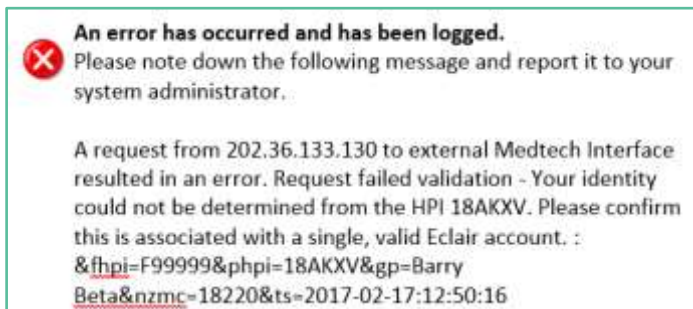 An error has occurred and has been logged.
Please note down the following message and report it to your
system administrator.
A request from 202.36.133.130 to external Medtech Interface
resulted in an error. Request failed validation - Your identity
could not be determined from the HPI 18AKXV. Please confirm
this is associated with a single, valid Eclair account. :
&fhpi=F99999&phpi=18AKXV&gp=Barry
Beta&nzmc=18220&ts=2017-02-17:12:50:16